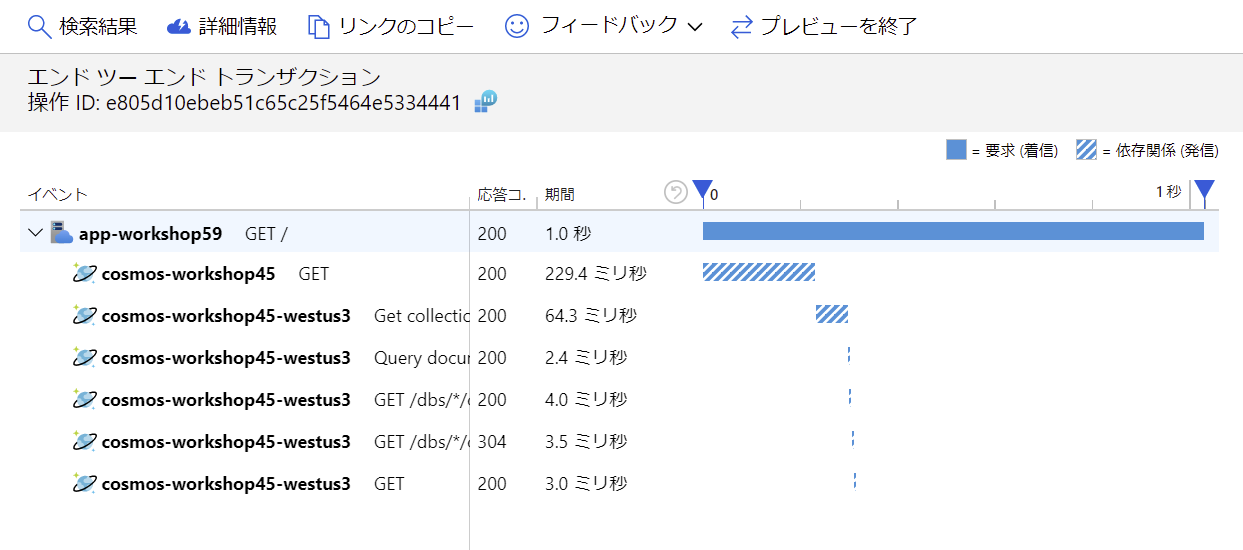 検索結果 詳細情報 リンクのコピー フィードバック プレビューを終了
エンド ツー エンド トランザクション
操作 ID: e805d10ebeb51c65c25f5464e5334441
= 要求 (着信) = 依存関係 (発信)
イベント 応答コ. 期間 0 1 秒
app-workshop59 GET / 200 1.0 秒
cosmos-workshop45 GET 200 229.4 ミリ秒
cosmos-workshop45-westus3 Get collectio 200 64.3 ミリ秒
cosmos-workshop45-westus3 Query docu 200 2.4 ミリ秒
cosmos-workshop45-westus3 GET /dbs/*/c 200 4.0 ミリ秒
cosmos-workshop45-westus3 GET /dbs/*/c 304 3.5 ミリ秒
cosmos-workshop45-westus3 GET 200 3.0 ミリ秒